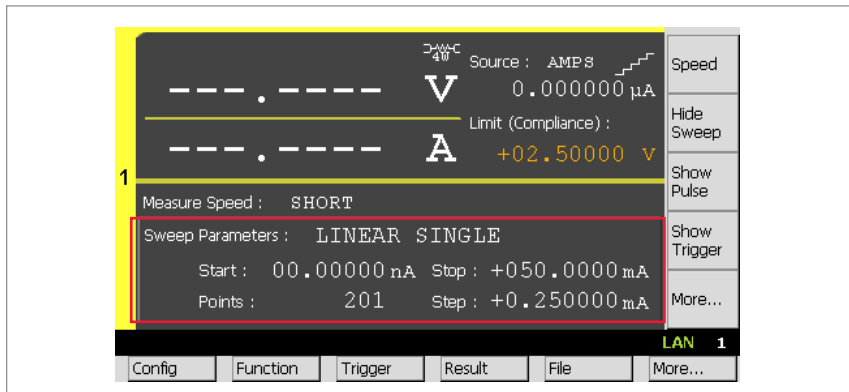 4W Source : AMPS
---.---- V 0.000000 µA
Limit (Compliance) :
---.---- A +02.50000 V
1
Measure Speed : SHORT
Sweep Parameters : LINEAR SINGLE
Start : 00.00000 nA Stop : +050.0000 mA
Points : 201 Step : +0.250000 mA
Speed
Hide
Sweep
Show
Pulse
Show
Trigger
More...
LAN 1
Config Function Trigger Result File More...